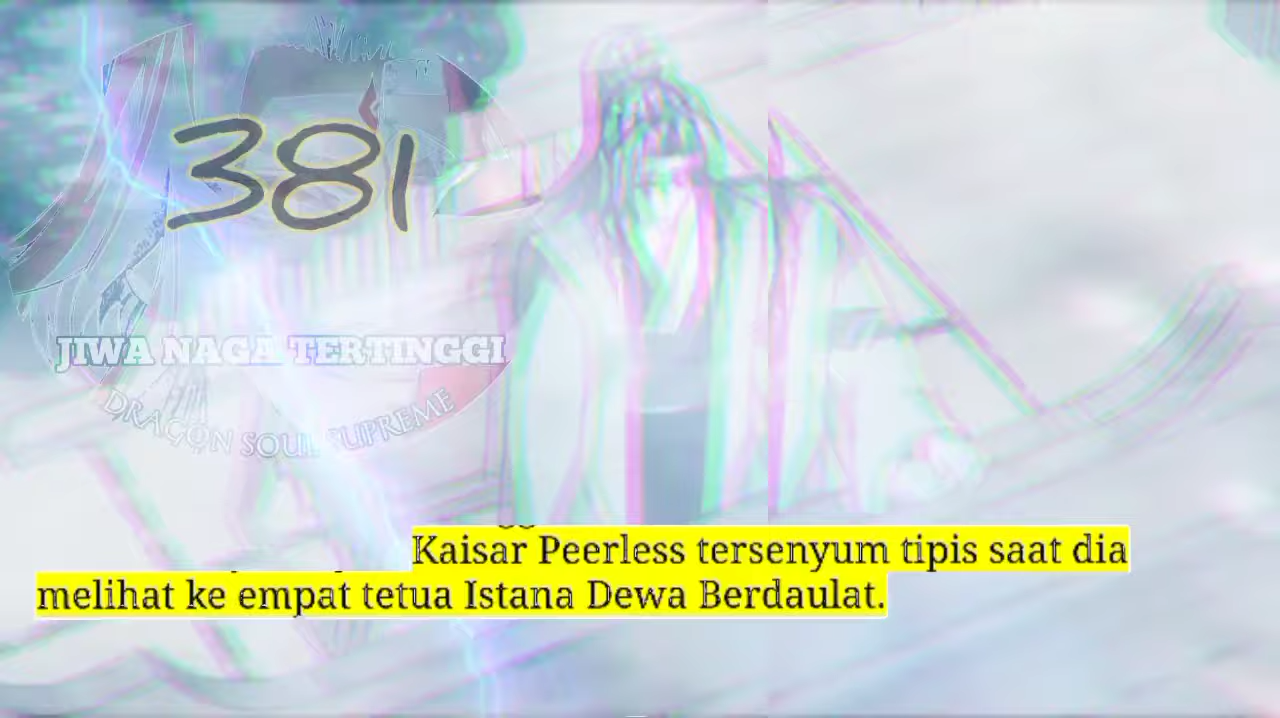 381
JIWA NAGA TERTINGGI
DRAGON SOUL SUPREME
Kaisar Peerless tersenyum tipis saat dia
melihat ke empat tetua Istana Dewa Berdaulat.